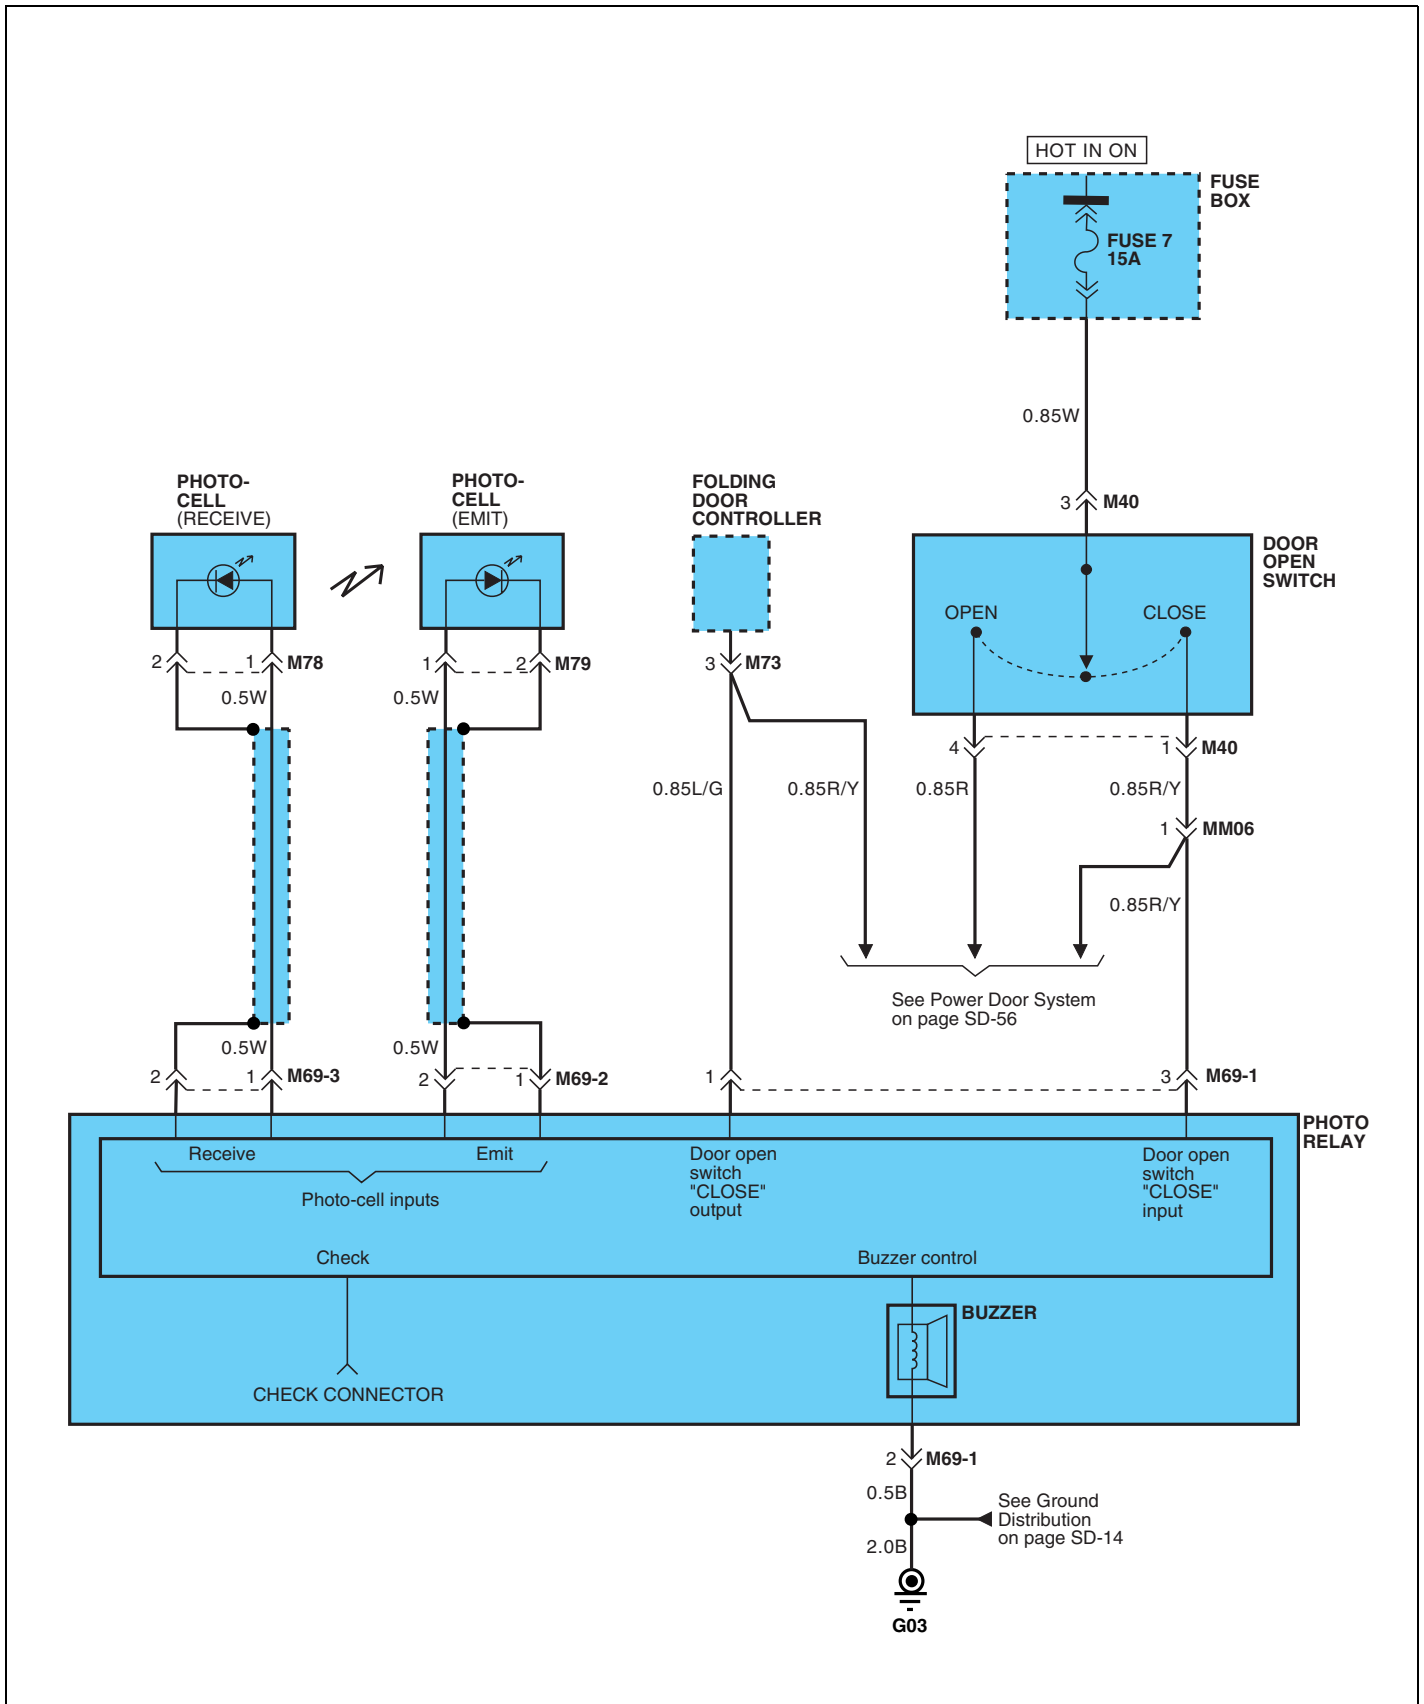 HOT IN ON
FUSE
BOX
FUSE 7
15A
0.85W
3 M40
PHOTO-
CELL
(RECEIVE)
PHOTO-
CELL
(EMIT)
FOLDING
DOOR
CONTROLLER
DOOR
OPEN
SWITCH
OPEN CLOSE
2 1 M78
1 2 M79
3 M73
0.5W
0.5W
4 1 M40
0.85L/G
0.85R/Y
0.85R
0.85R/Y
1 MM06
0.85R/Y
See Power Door System
on page SD-56
0.5W
0.5W
2 1 M69-3
2 1 M69-2
1 3 M69-1
PHOTO
RELAY
Receive
Emit
Photo-cell inputs
Door open
switch
"CLOSE"
output
Door open
switch
"CLOSE"
input
Check
Buzzer control
BUZZER
CHECK CONNECTOR
2 M69-1
0.5B
See Ground
Distribution
on page SD-14
2.0B
G03